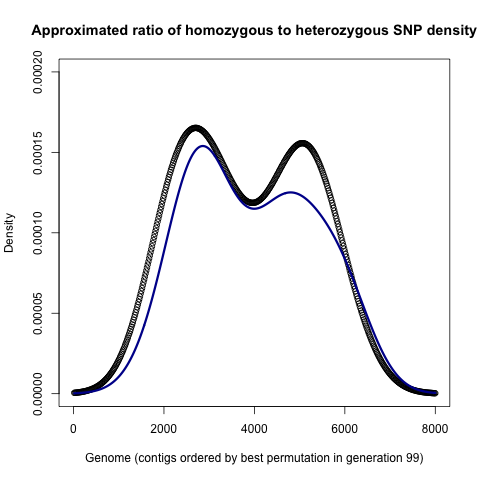 Approximated ratio of homozygous to heterozygous SNP density
0.00020
0.00015
0.00010
0.00005
0.00000
Density
0 2000 4000 6000 8000
Genome (contigs ordered by best permutation in generation 99)